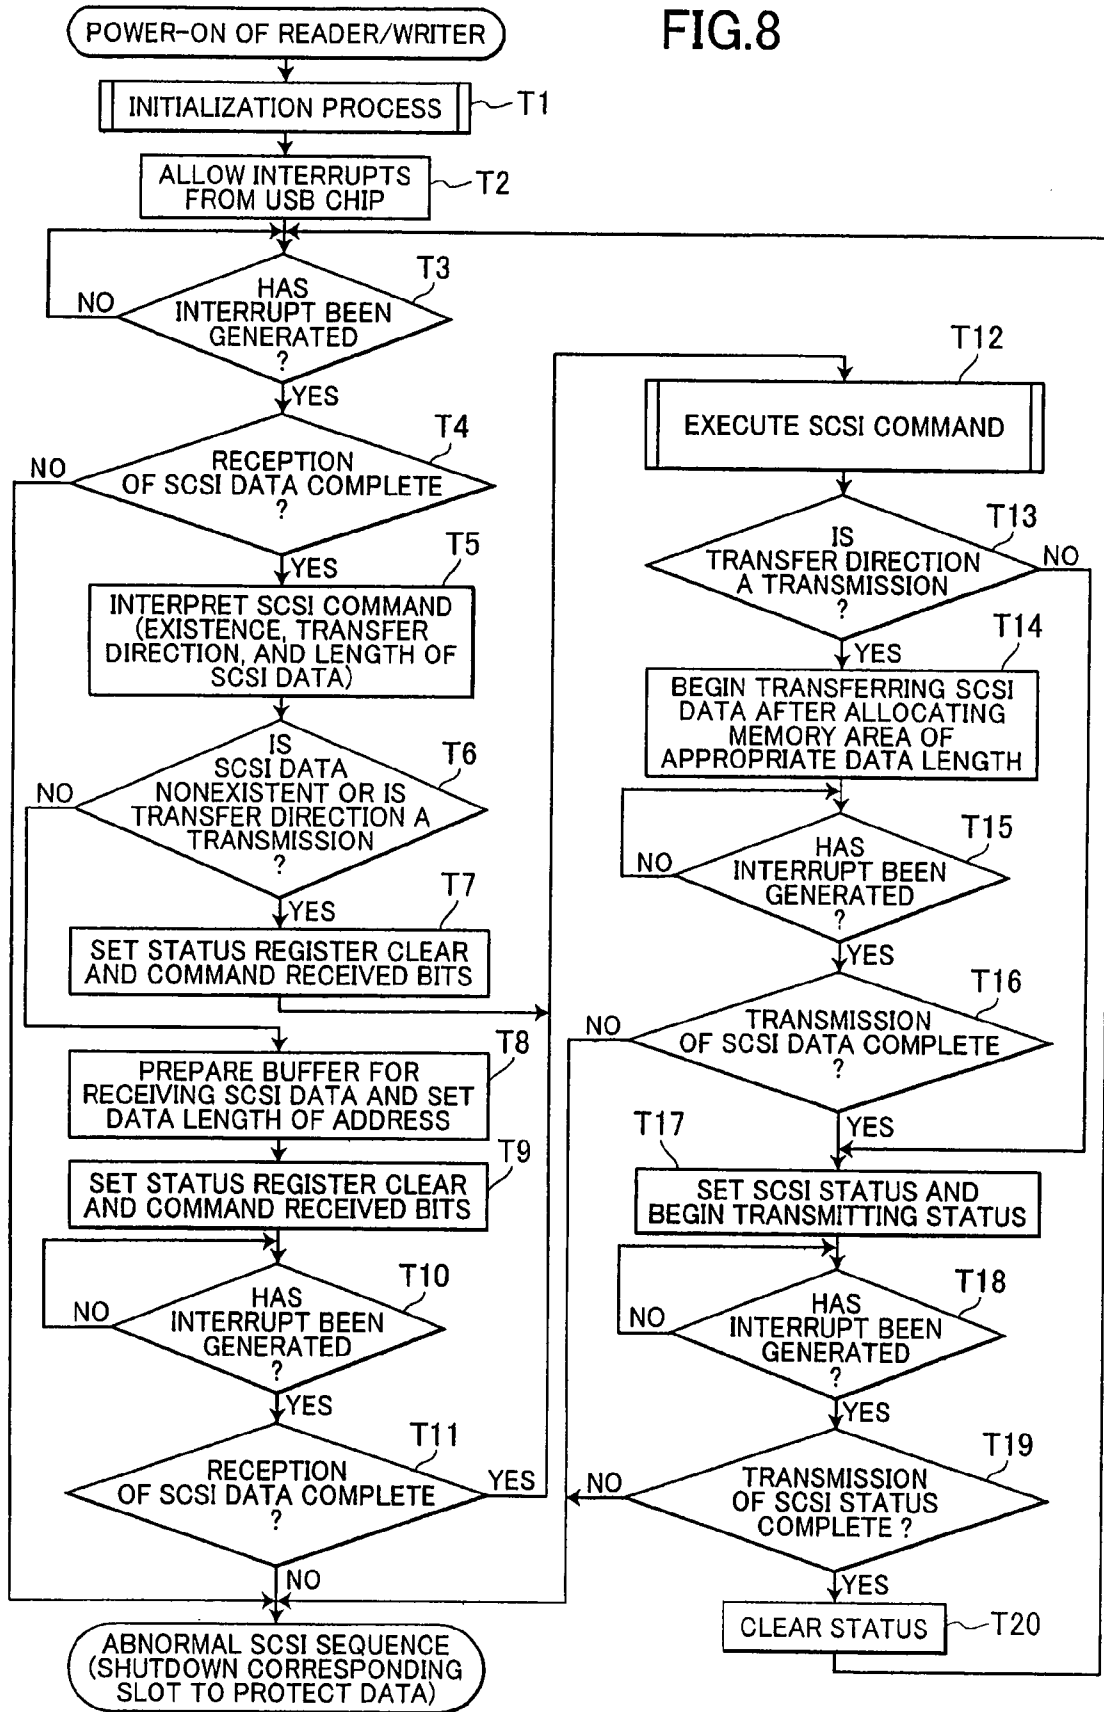 FIG.8
POWER-ON OF READER/WRITER
INITIALIZATION PROCESS
T1
ALLOW INTERRUPTS
FROM USB CHIP
T2
T3
HAS
INTERRUPT BEEN
GENERATED
?
NO
YES
T4
RECEPTION
OF SCSI DATA COMPLETE
?
NO
YES
T5
INTERPRET SCSI COMMAND
(EXISTENCE, TRANSFER
DIRECTION, AND LENGTH OF
SCSI DATA)
T6
IS
SCSI DATA
NONEXISTENT OR IS
TRANSFER DIRECTION A
TRANSMISSION
?
NO
YES
T7
SET STATUS REGISTER CLEAR
AND COMMAND RECEIVED BITS
T8
PREPARE BUFFER FOR
RECEIVING SCSI DATA AND SET
DATA LENGTH OF ADDRESS
T9
SET STATUS REGISTER CLEAR
AND COMMAND RECEIVED BITS
T10
HAS
INTERRUPT BEEN
GENERATED
?
NO
YES
T11
RECEPTION
OF SCSI DATA COMPLETE
?
YES
NO
ABNORMAL SCSI SEQUENCE
(SHUTDOWN CORRESPONDING
SLOT TO PROTECT DATA)
T12
EXECUTE SCSI COMMAND
T13
IS
TRANSFER DIRECTION
A TRANSMISSION
?
NO
YES
T14
BEGIN TRANSFERRING SCSI
DATA AFTER ALLOCATING
MEMORY AREA OF
APPROPRIATE DATA LENGTH
T15
HAS
INTERRUPT BEEN
GENERATED
?
NO
YES
T16
TRANSMISSION
OF SCSI DATA COMPLETE
?
NO
YES
T17
SET SCSI STATUS AND
BEGIN TRANSMITTING STATUS
T18
HAS
INTERRUPT BEEN
GENERATED
?
NO
YES
T19
TRANSMISSION
OF SCSI STATUS
COMPLETE ?
NO
YES
CLEAR STATUS
T20